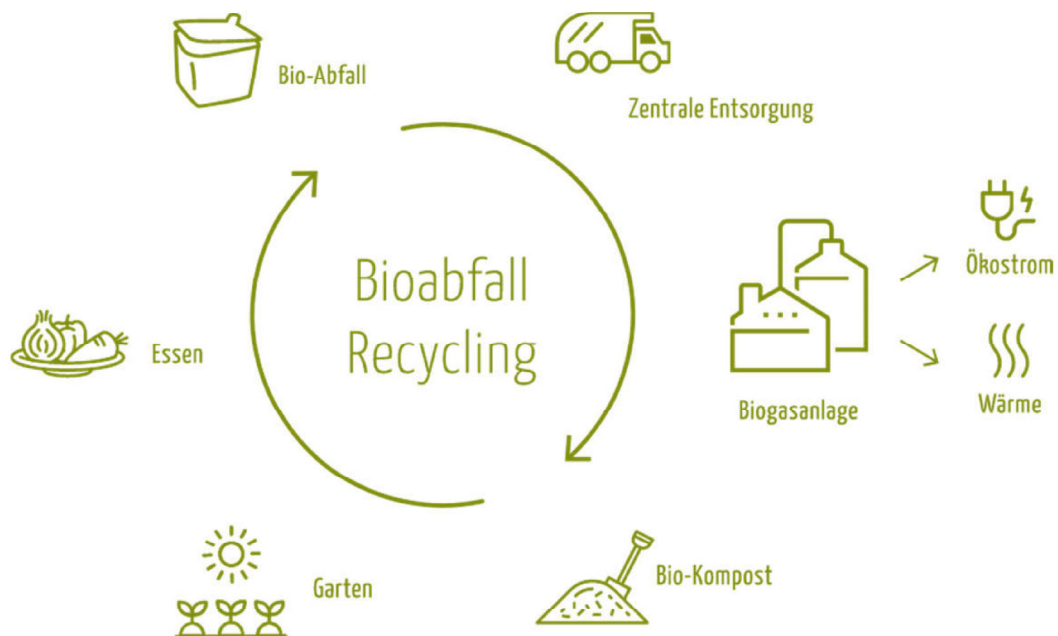 Bio-Abfall
Zentrale Entsorgung
Ökostrom
Bioabfall
Recycling
Essen
Biogasanlage
Wärme
Garten
Bio-Kompost